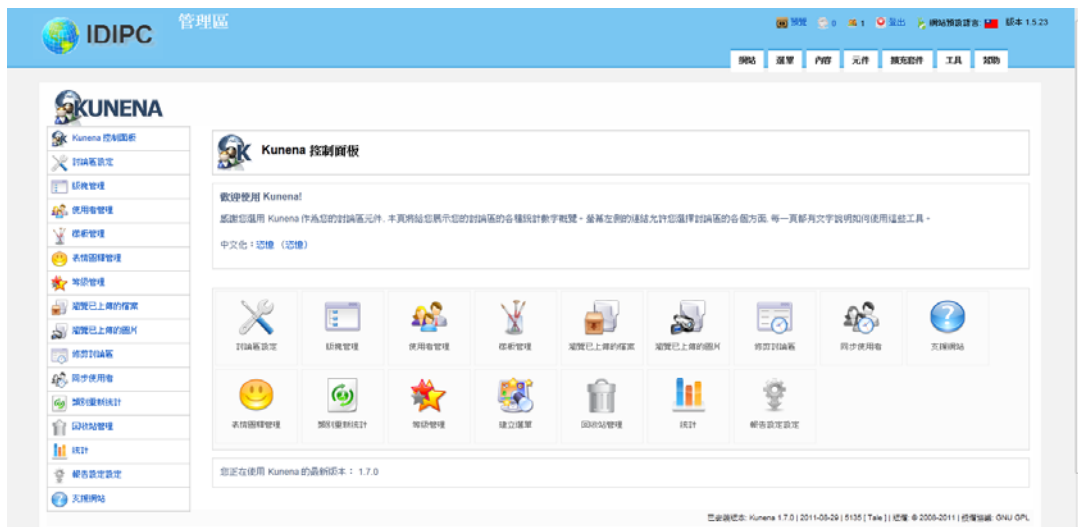 IDIPC
管理區
預覽 0 1 登出 網站預設語言 版本 1.5.23
網站 選單 內容 元件 擴充套件 工具 幫助
KUNENA
Kunena 控制面板
討論區設定
版塊管理
使用者管理
樣板管理
表情圖釋管理
等級管理
瀏覽已上傳的檔案
瀏覽已上傳的圖片
修剪討論區
同步使用者
類別重新統計
回收站管理
統計
報告設定設定
支援網站
Kunena 控制面板
歡迎使用 Kunena!
感謝您選用 Kunena 作為您的討論區元件. 本頁將給您展示您的討論區的各種統計數字概覽。螢幕左側的連結允許您選擇討論區的各個方面. 每一頁都有文字說明如何使用這些工具。
中文化：
討論區設定 版塊管理 使用者管理 樣板管理 瀏覽已上傳的檔案 瀏覽已上傳的圖片 修剪討論區 同步使用者 支援網站
表情圖釋管理 類別重新統計 等級管理 建立選單 回收站管理 統計 報告設定設定
您正在使用 Kunena 的最新版本： 1.7.0
已安裝版本: Kunena 1.7.0 | 2011-08-29 | 5135 [ Tale ] | 版權: © 2008-2011 | 授權協議: GNU GPL